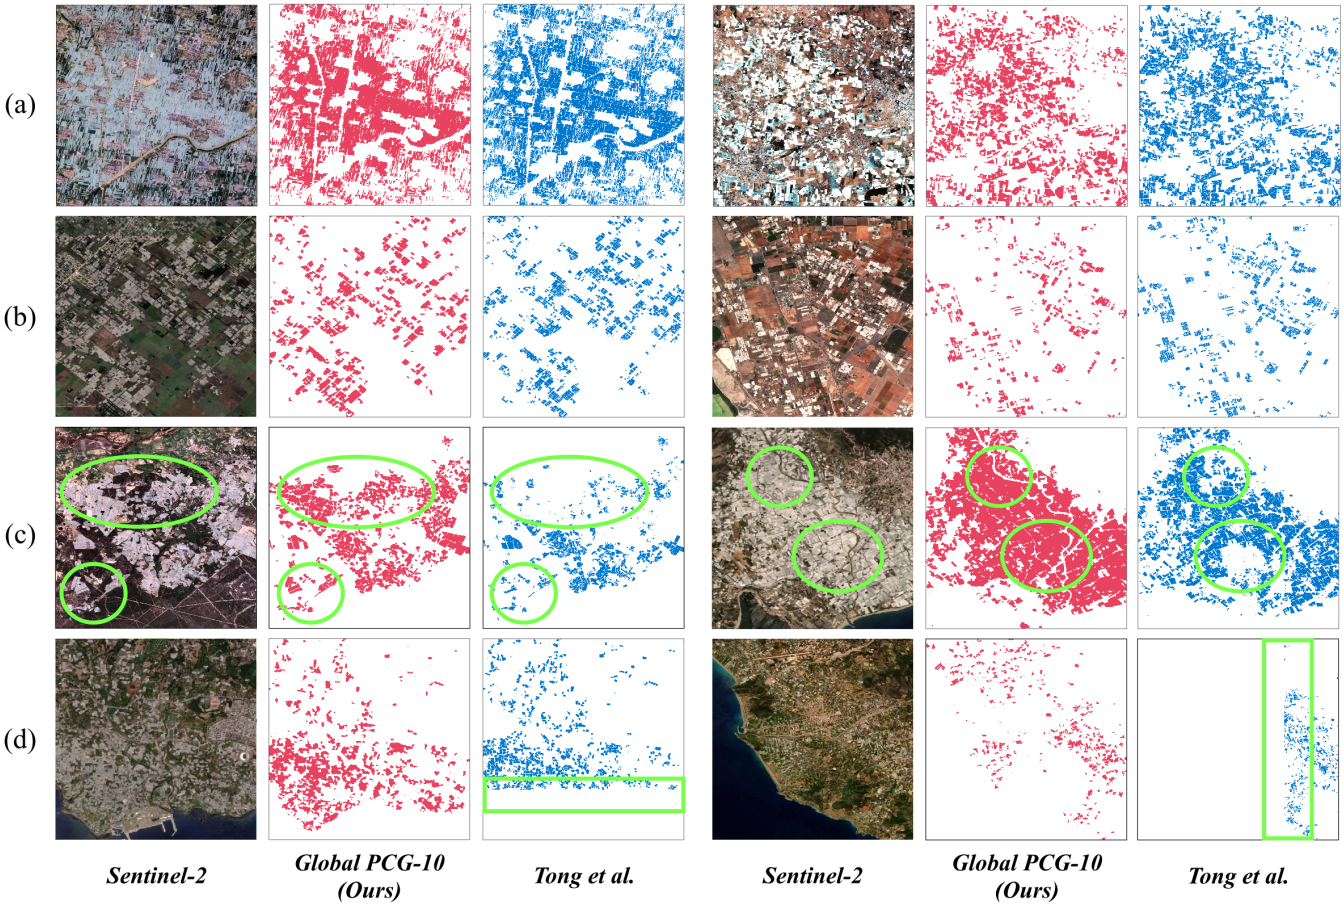 (a)
(b)
(c)
(d)
Sentinel-2
Global PCG-10
(Ours)
Tong et al.
Sentinel-2
Global PCG-10
(Ours)
Tong et al.